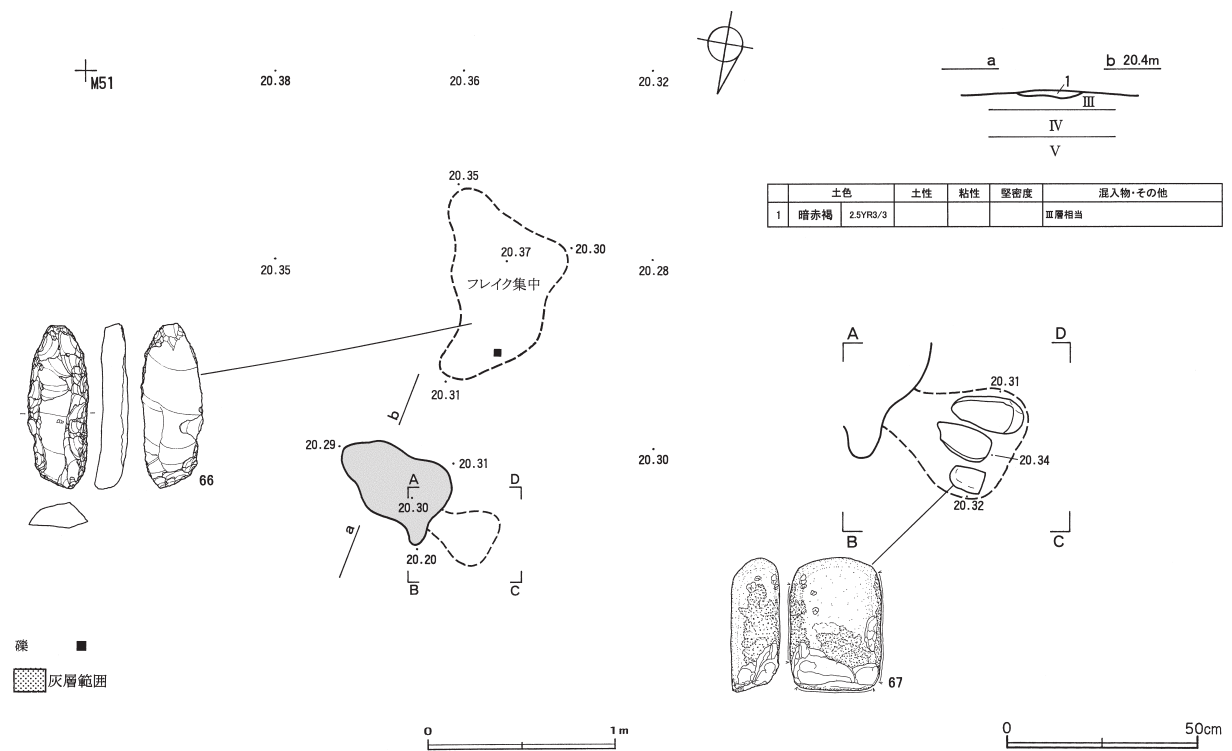 M51
20.38
20.36
20.32
a
b 20.4m
1
Ⅲ
Ⅳ
Ⅴ
土色 土性 粘性 堅密度 混入物・その他
1 暗赤褐 2.5YR3/3 Ⅲ層相当
20.35
20.37
20.30
フレイク集中
20.35
20.28
20.31
b
20.29
20.31
20.30
A
20.30
D
a
20.20
B
C
66
A
D
20.31
20.34
20.32
B
C
67
礫
灰層範囲
0 1m
0 50cm